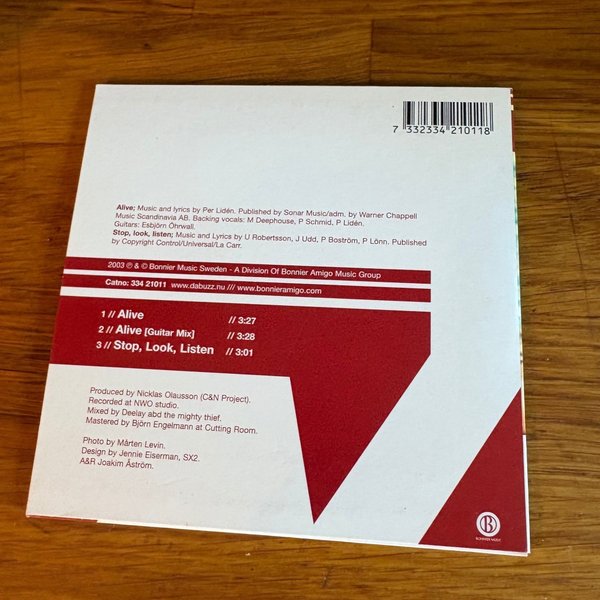 7 332334 210118
Alive; Music and lyrics by Per Lidén. Published by Sonar Music/adm. by Warner Chappell
Music Scandinavia AB. Backing vocals: M Deephouse, P Schmid, P Lidén.
Guitars: Esbjörn Öhrwall.
Stop, look, listen; Music and Lyrics by U Robertsson, J Udd, P Boström, P Lönn. Published
by Copyright Control/Universal/La Carr.
2003 ℗ & © Bonnier Music Sweden - A Division Of Bonnier Amigo Music Group
Catno: 334 21011 www.dabuzz.nu /// www.bonnieramigo.com
1 // Alive // 3:27
2 // Alive [Guitar Mix] // 3:28
3 // Stop, Look, Listen // 3:01
Produced by Nicklas Olausson (C&N Project).
Recorded at NWO studio.
Mixed by Deelay abd the mighty thief.
Mastered by Björn Engelmann at Cutting Room.
Photo by Mårten Levin.
Design by Jennie Eiserman, SX2.
A&R Joakim Åström.
B
BONNIER MUSIC